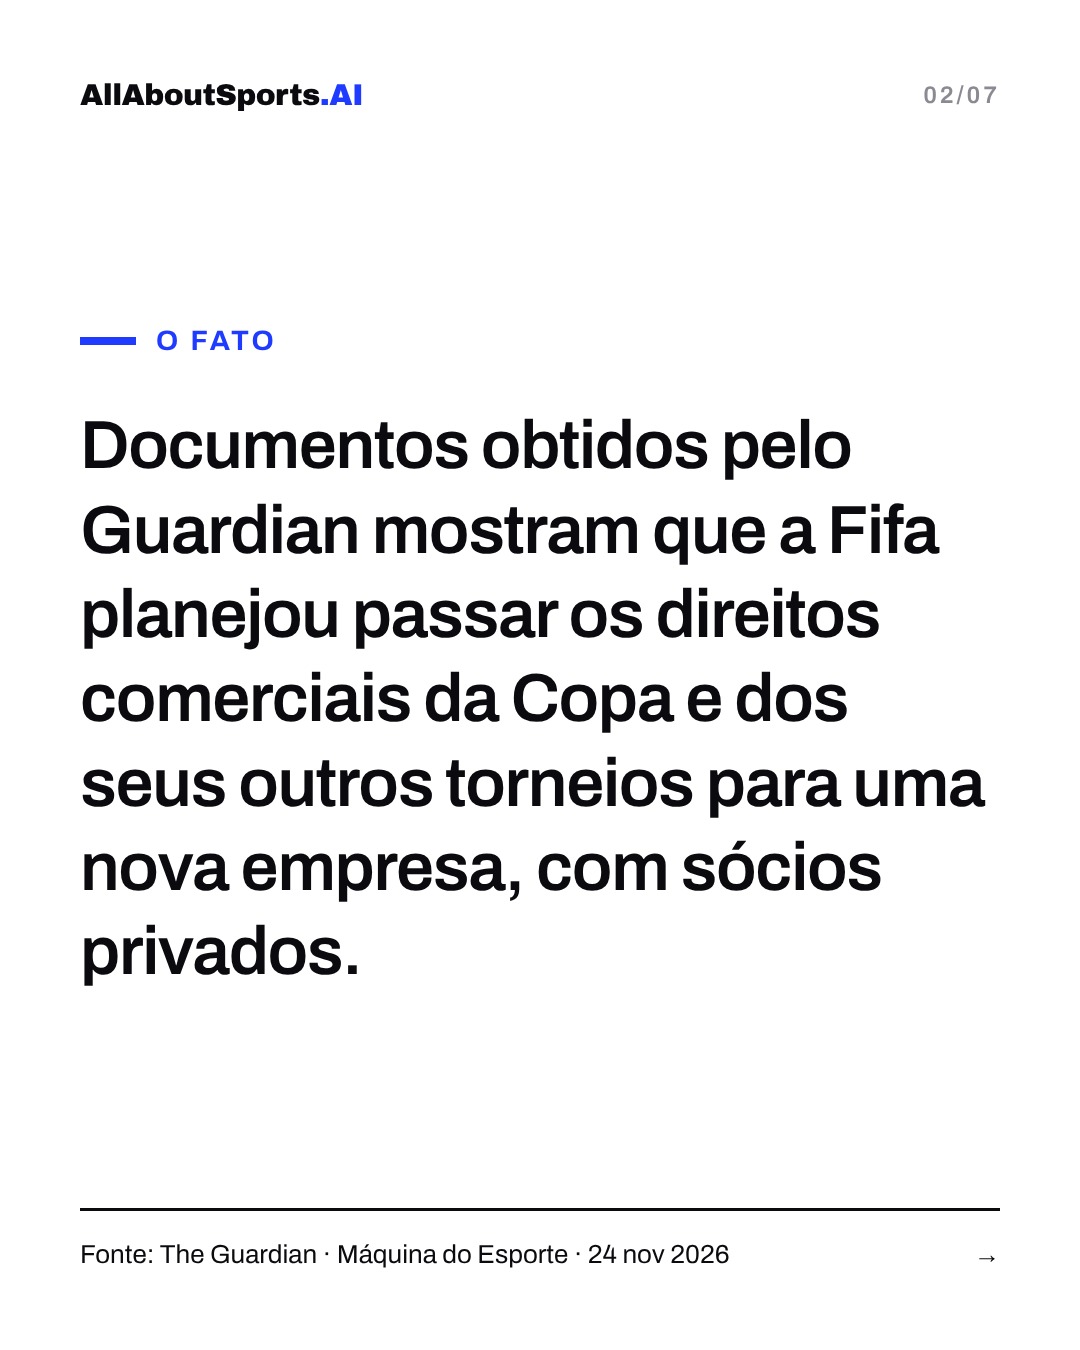 AllAboutSports.AI
02/07
O FATO
Documentos obtidos pelo
Guardian mostram que a Fifa
planejou passar os direitos
comerciais da Copa e dos
seus outros torneios para uma
nova empresa, com sócios
privados.
Fonte: The Guardian · Máquina do Esporte · 24 nov 2026
→